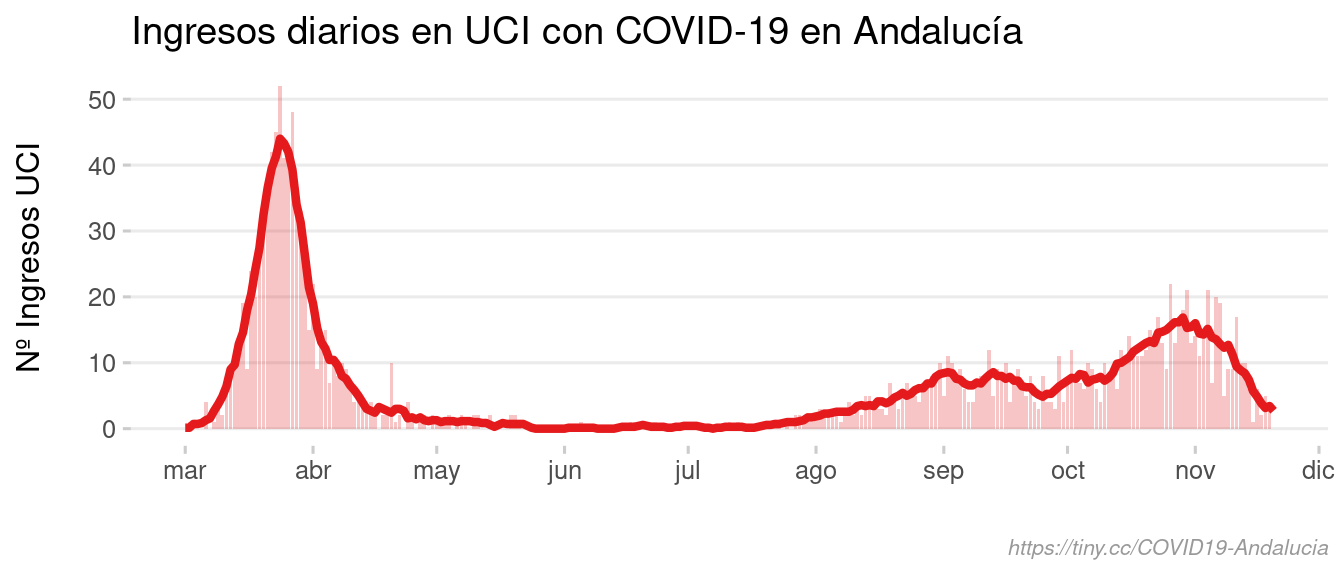 Ingresos diarios en UCI con COVID-19 en Andalucía
Nº Ingresos UCI
50
40
30
20
10
0
mar abr may jun jul ago sep oct nov dic
https://tiny.cc/COVID19-Andalucia